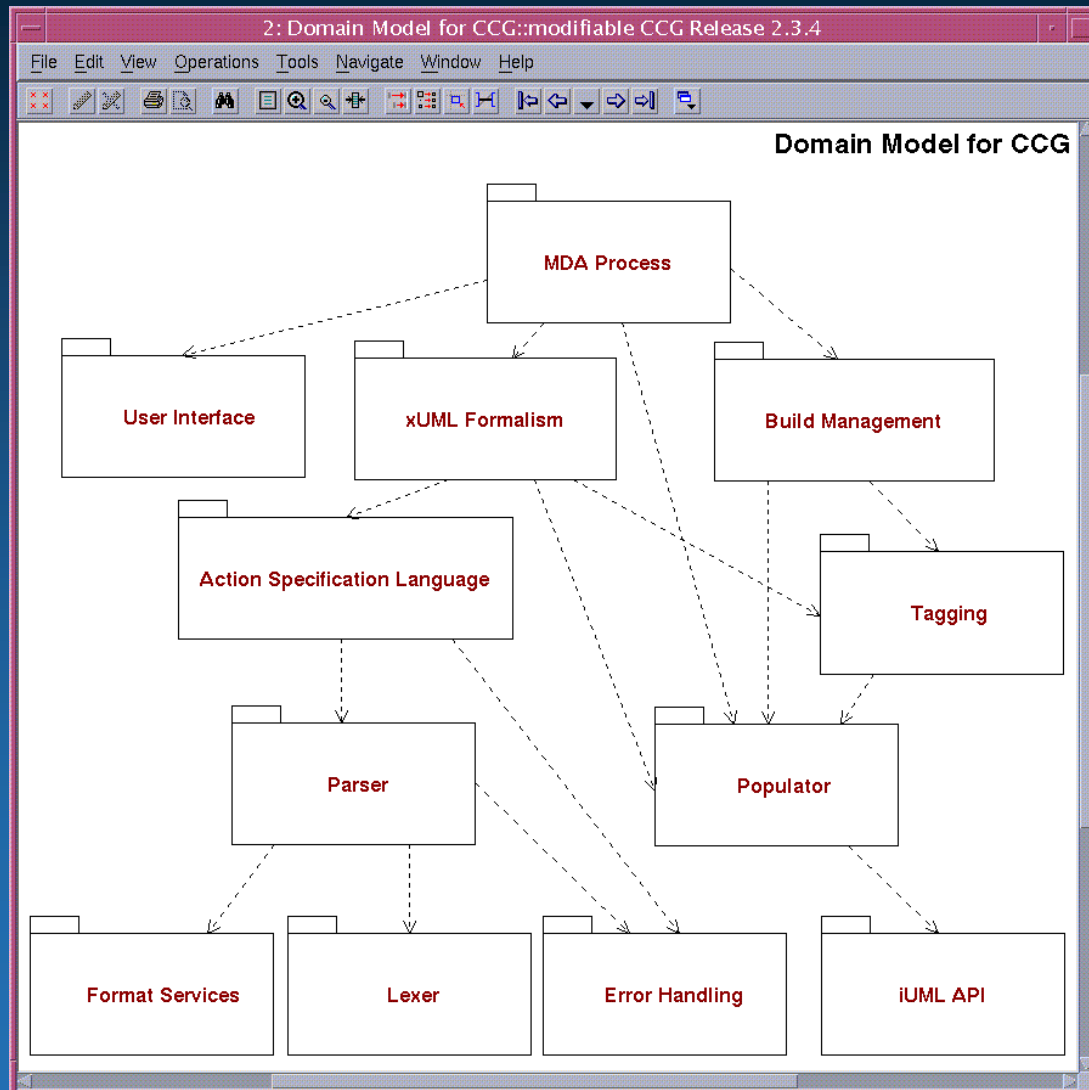 2: Domain Model for CCG::modifiable CCG Release 2.3.4
File Edit View Operations Tools Navigate Window Help
Domain Model for CCG
MDA Process
User Interface
xUML Formalism
Build Management
Action Specification Language
Tagging
Parser
Populator
Format Services
Lexer
Error Handling
iUML API